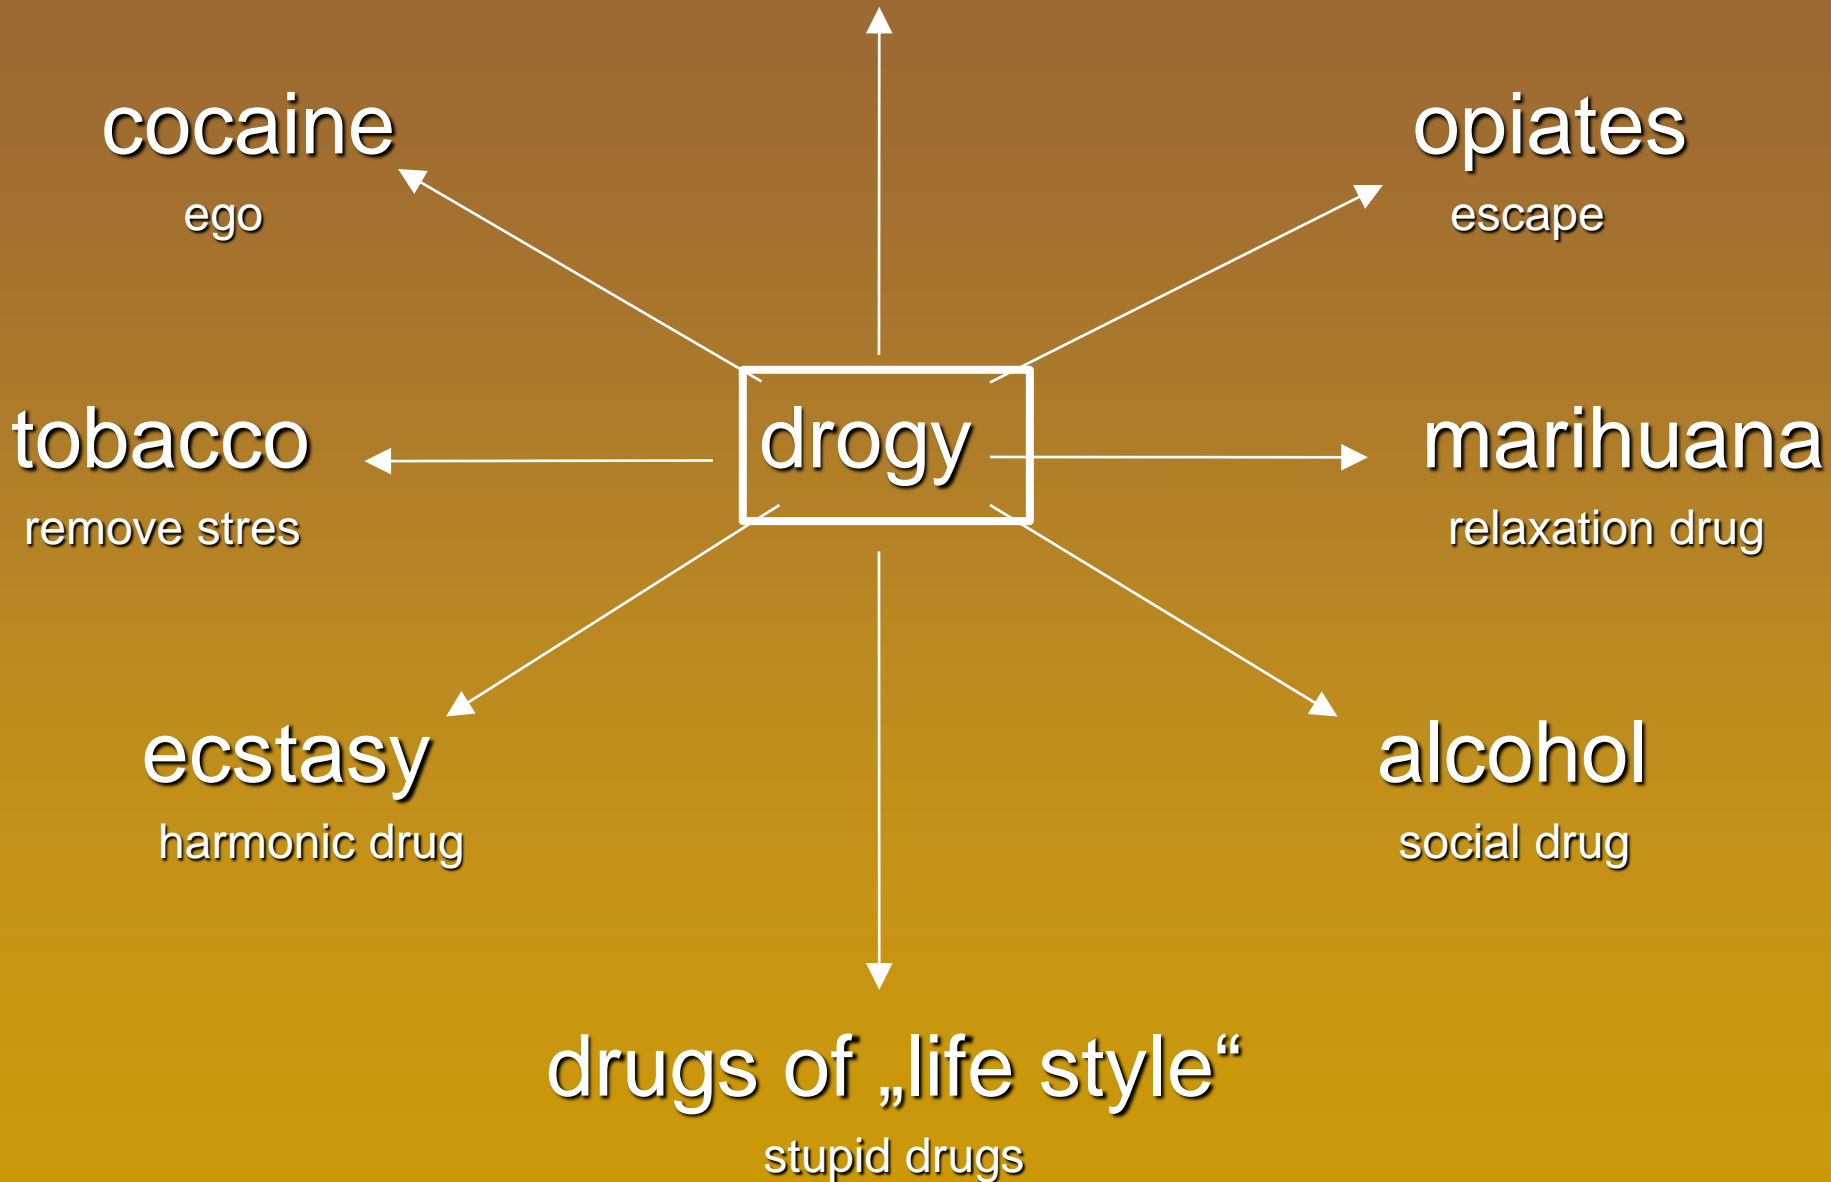 cocaine
ego
opiates
escape
tobacco
remove stres
drogy
marihuana
relaxation drug
ecstasy
harmonic drug
alcohol
social drug
drugs of „life style“
stupid drugs